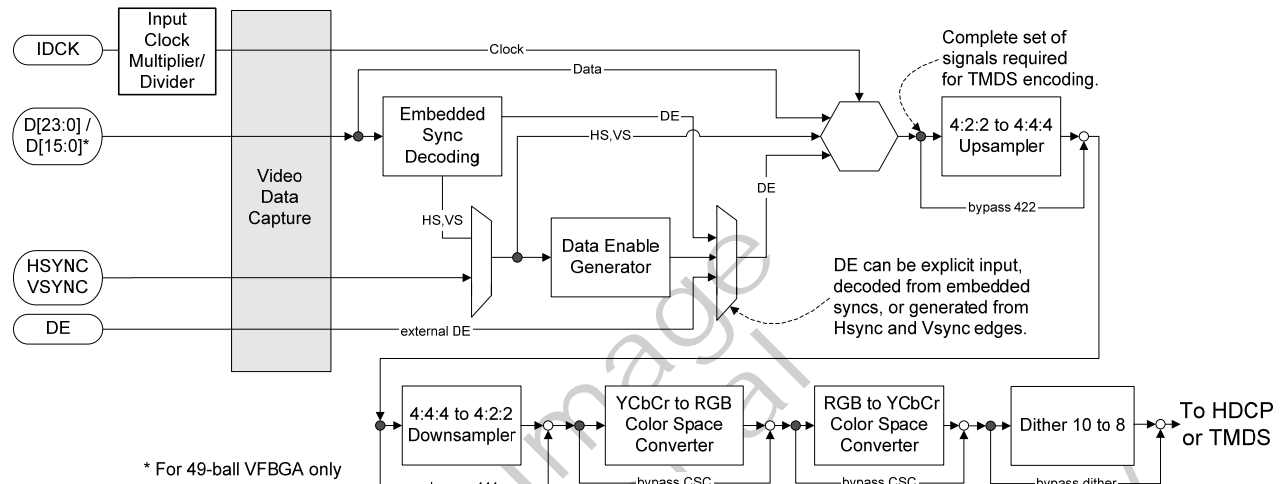 Input
Clock
Multiplier/
Divider
IDCK
Clock
Data
Complete set of
signals required
for TMDS encoding.
D[23:0] /
D[15:0]*
Embedded
Sync
Decoding
DE
HS,VS
4:2:2 to 4:4:4
Upsampler
Video
Data
Capture
DE
bypass 422
HS,VS
Data Enable
Generator
HSYNC
VSYNC
DE can be explicit input,
decoded from embedded
syncs, or generated from
Hsync and Vsync edges.
DE
external DE
4:4:4 to 4:2:2
Downsampler
YCbCr to RGB
Color Space
Converter
RGB to YCbCr
Color Space
Converter
Dither 10 to 8
To HDCP
or TMDS
* For 49-ball VFBGA only
bypass CSC
bypass CSC
bypass dither
Image